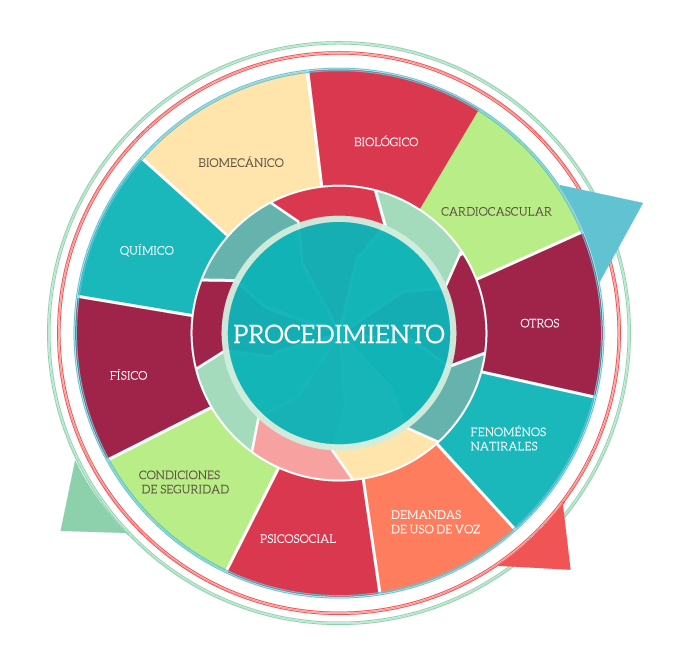 BIOLÓGICO
BIOMECÁNICO
CARDIOCASCULAR
QUÍMICO
OTROS
PROCEDIMIENTO
FÍSICO
FENOMÉNOS
NATIRALES
CONDICIONES
DE SEGURIDAD
DEMANDAS
DE USO DE VOZ
PSICOSOCIAL